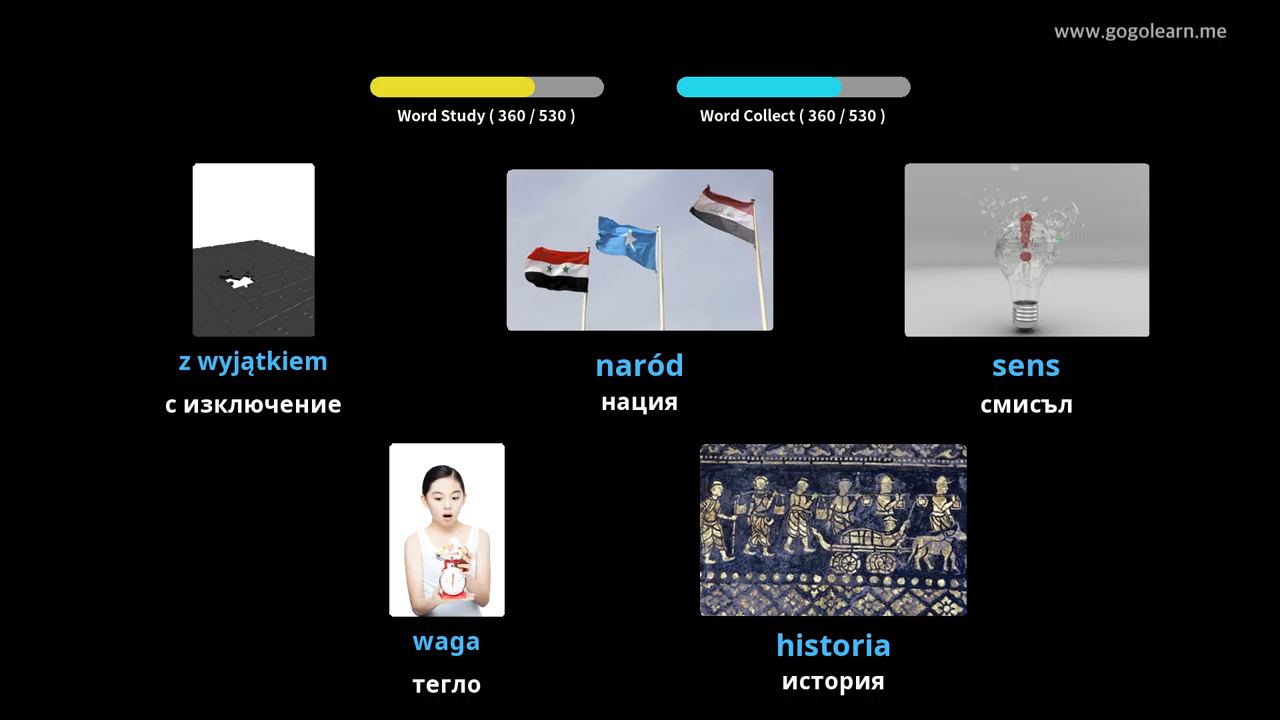 www.gogolearn.me
Word Study ( 360 / 530 )
Word Collect ( 360 / 530 )
z wyjątkiem
с изключение
naród
нация
sens
смисъл
waga
тегло
historia
история